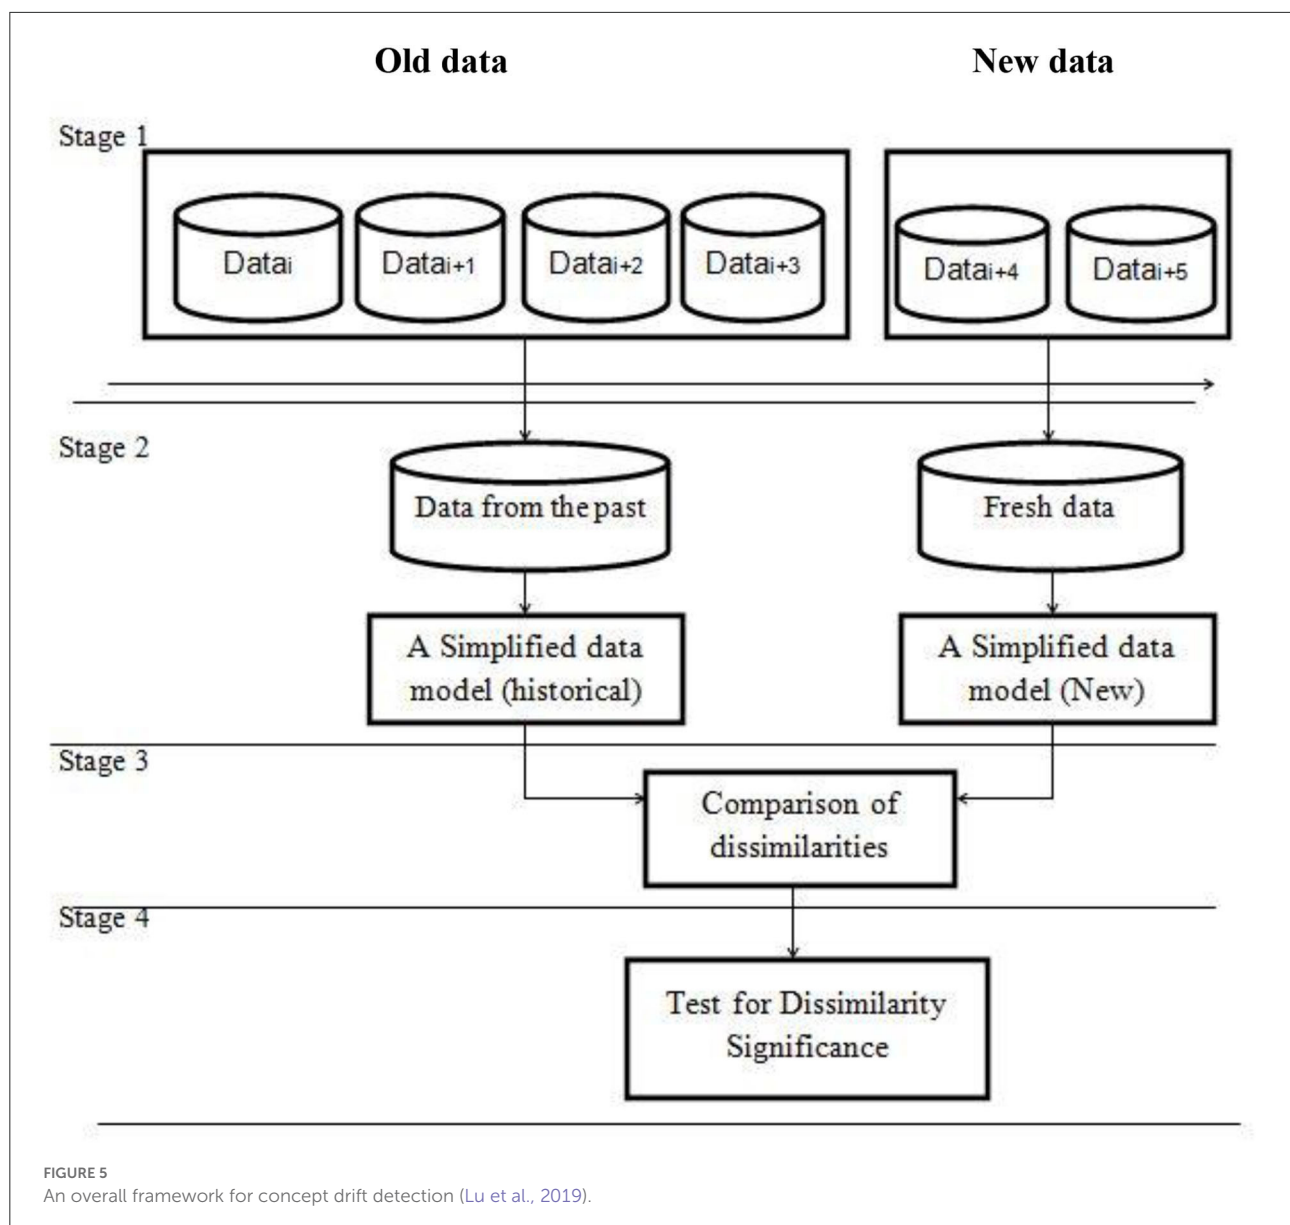 Old data
New data
Stage 1
Datai
Datai+1
Datai+2
Datai+3
Datai+4
Datai+5
Stage 2
Data from the past
Fresh data
A Simplified data
model (historical)
A Simplified data
model (New)
Stage 3
Comparison of
dissimilarities
Stage 4
Test for Dissimilarity
Significance
FIGURE 5
An overall framework for concept drift detection (Lu et al., 2019).